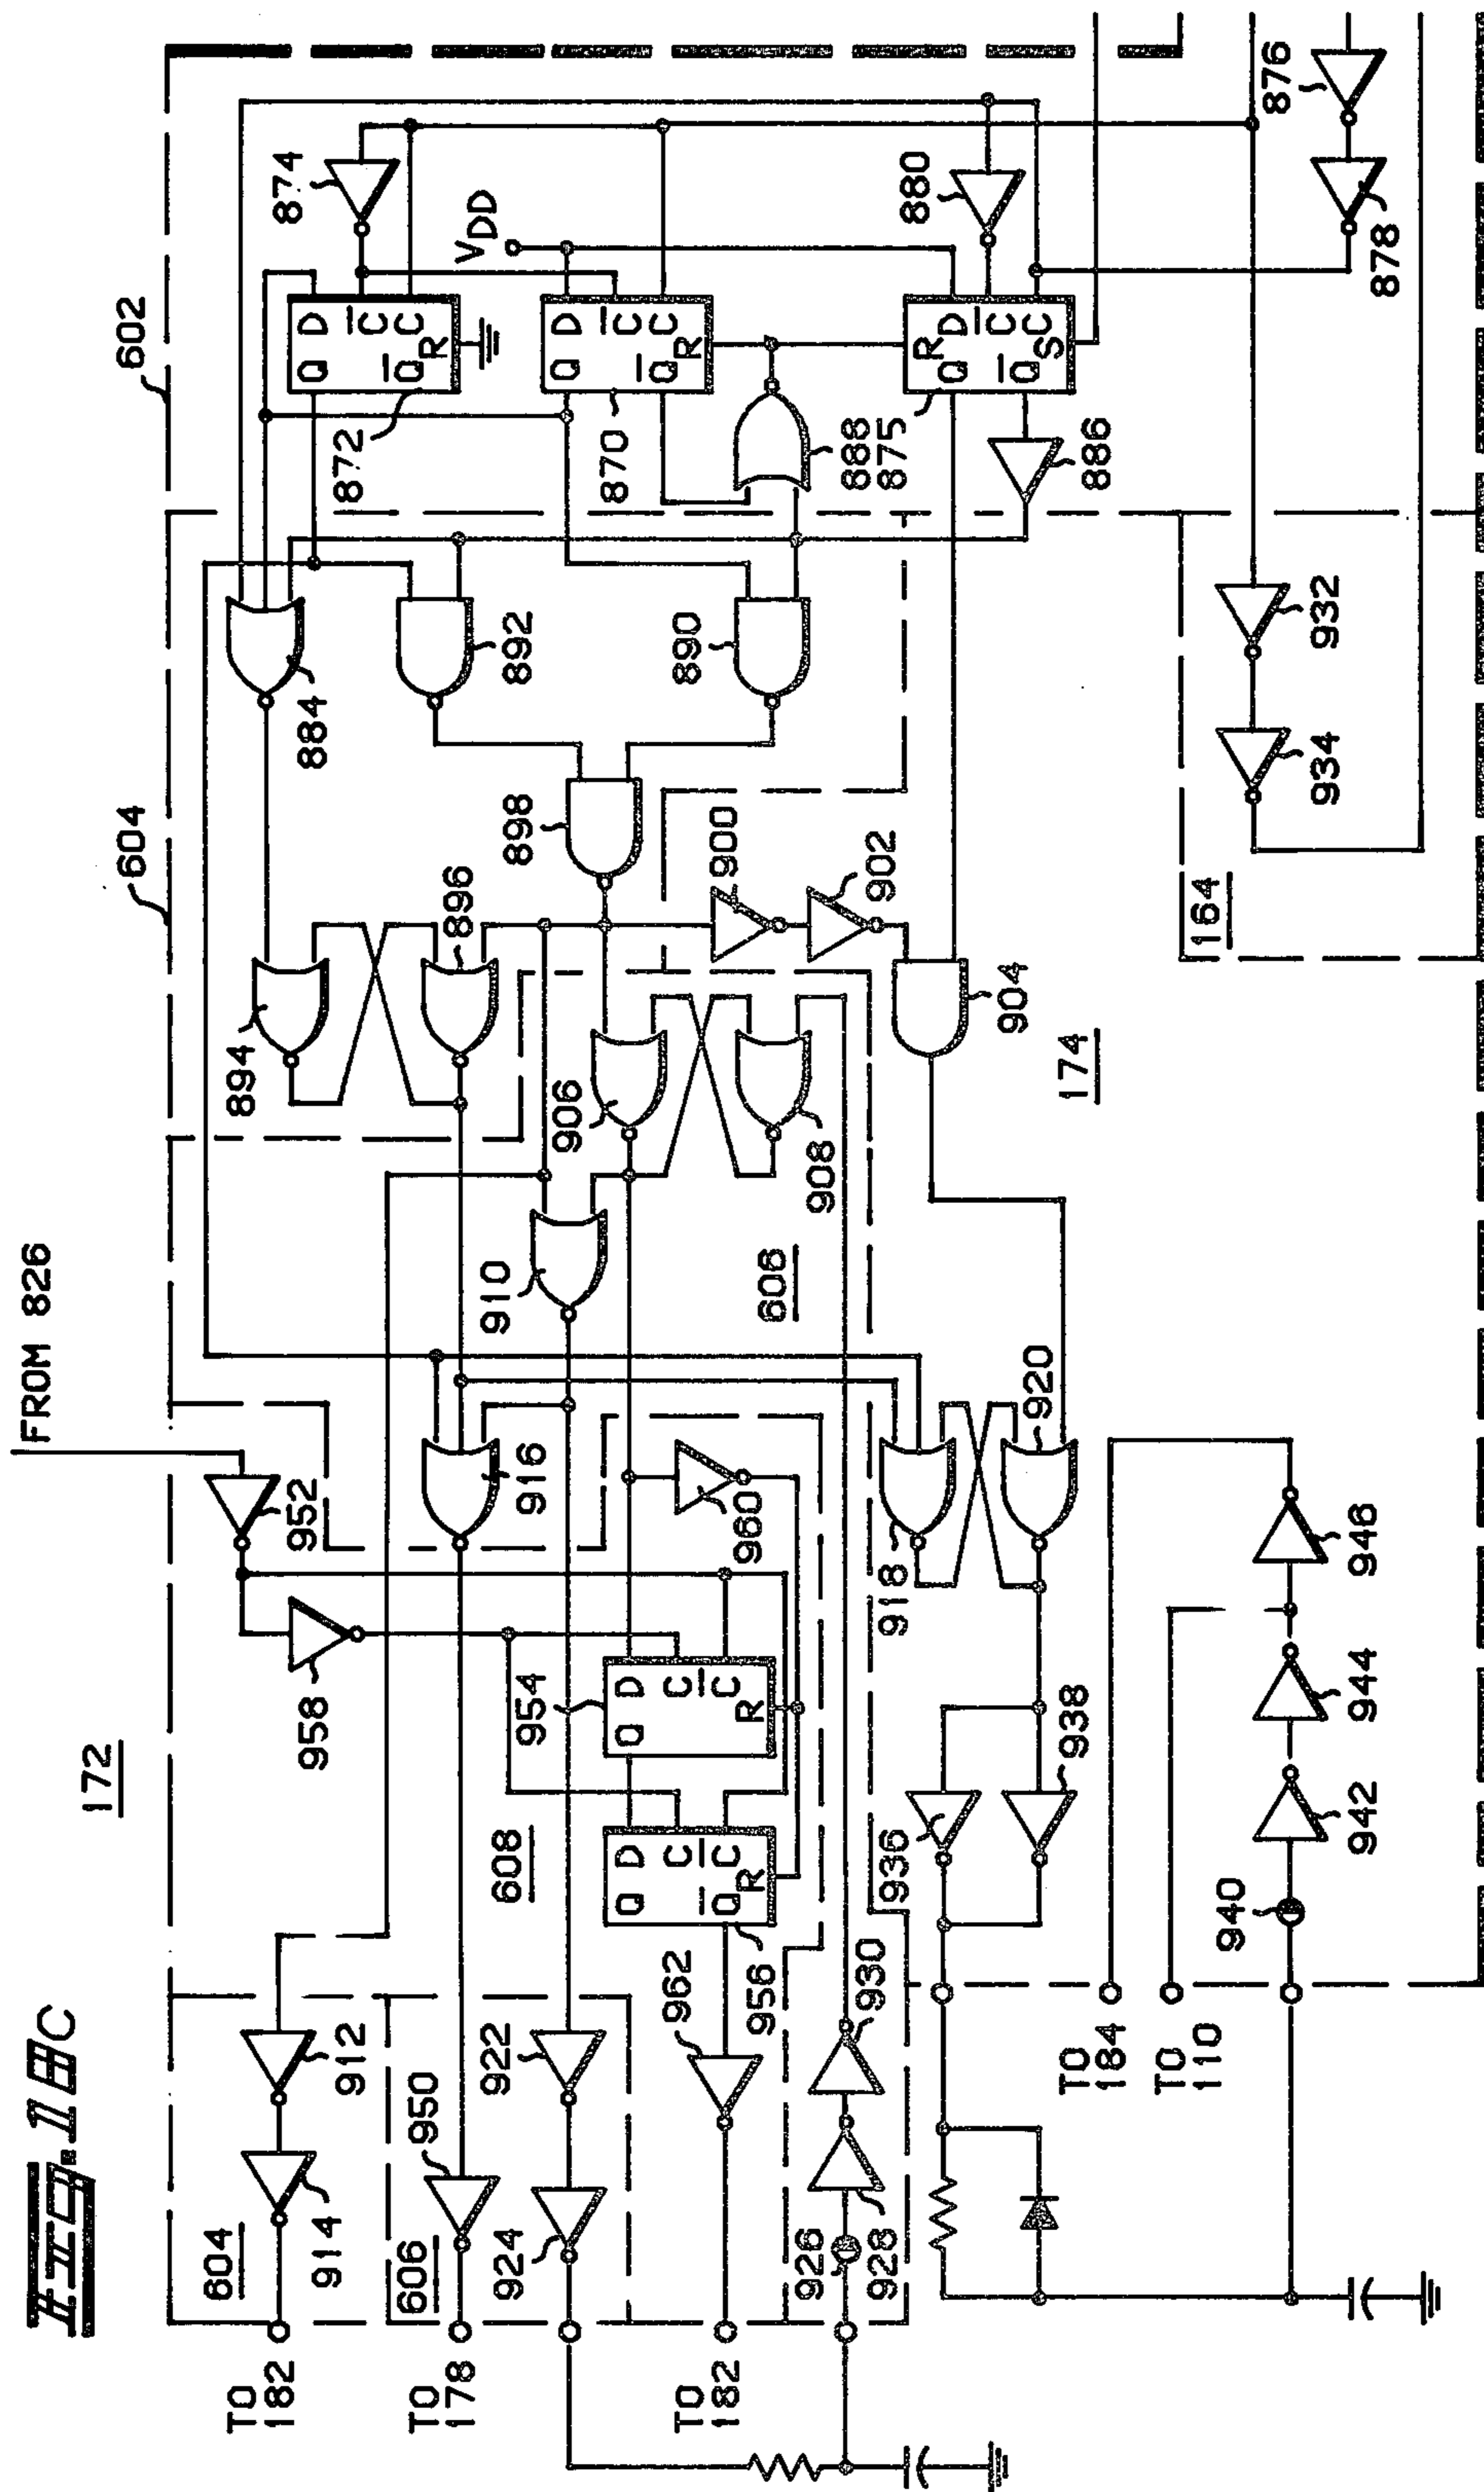 Fig. 18C
172
FROM 826
604
602
874
VDD
D
C
C
Q
Q
R
872
D
C
C
Q
Q
R
870
888
875
R
D
C
C
Q
Q
S
880
886
876
878
884
892
890
898
894
896
900
902
904
906
908
910
606
174
164
932
934
952
958
916
960
954
D
Q
C
C
R
608
D
Q
C
C
Q
R
956
962
918
920
936
938
940
942
944
946
804
912
914
606
950
922
924
926
928
930
TO
182
TO
178
TO
182
TO
184
TO
110